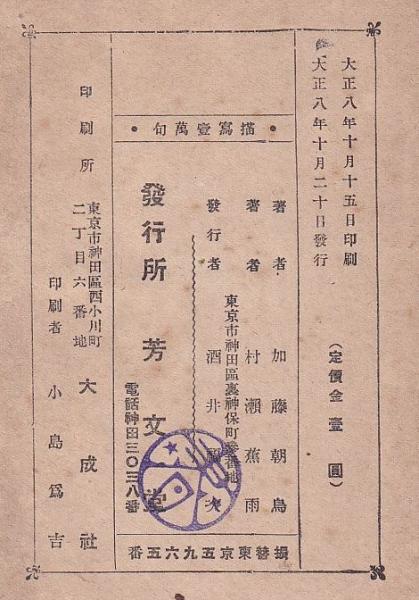 大正八年十月十五日印刷
大正八年十月二十日發行
（定價金壹圓）
・描寫壹萬句・
著者　加藤朝鳥
著者　村瀬蕉雨
東京市神田區裏神保町　番地
發行者　酒井　次
發行所　芳文堂
電話神田三〇三八番
振替東京五九六五番
東京市神田區西小川町
二丁目六番地
印刷者　小島爲吉
印刷所　大成社